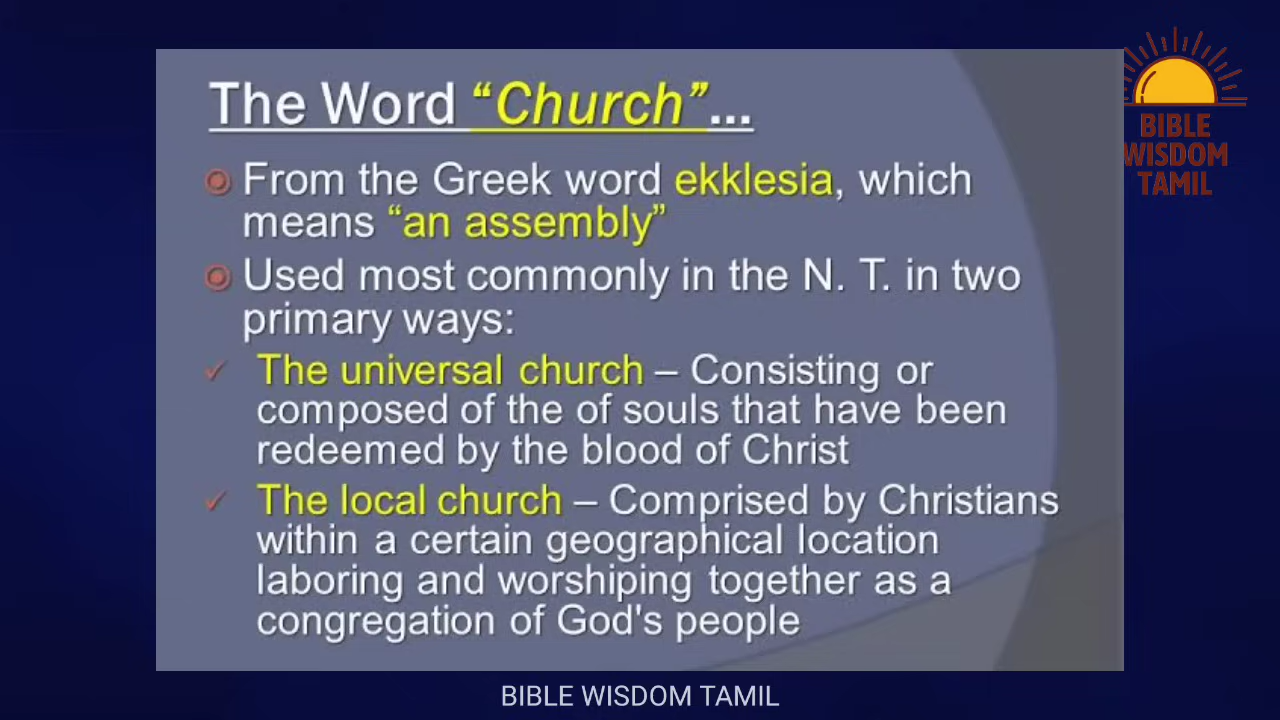 The Word “Church”...
From the Greek word ekklesia, which
means “an assembly”
Used most commonly in the N. T. in two
primary ways:
The universal church – Consisting or
composed of the of souls that have been
redeemed by the blood of Christ
The local church – Comprised by Christians
within a certain geographical location
laboring and worshiping together as a
congregation of God's people
BIBLE
WISDOM
TAMIL
BIBLE WISDOM TAMIL